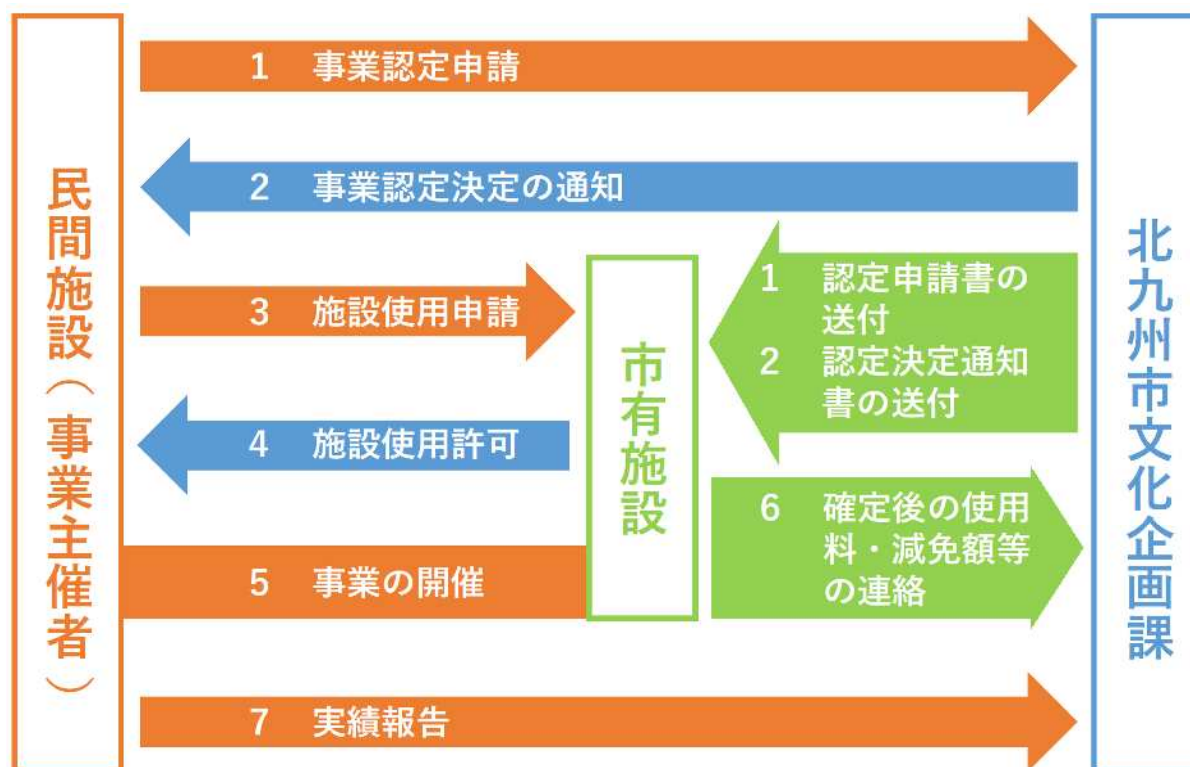 民間施設（事業主催者）
1 事業認定申請
2 事業認定決定の通知
3 施設使用申請
4 施設使用許可
5 事業の開催
市有施設
1 認定申請書の
送付
2 認定決定通知
書の送付
6 確定後の使用
料・減免額等
の連絡
7 実績報告
北九州市文化企画課